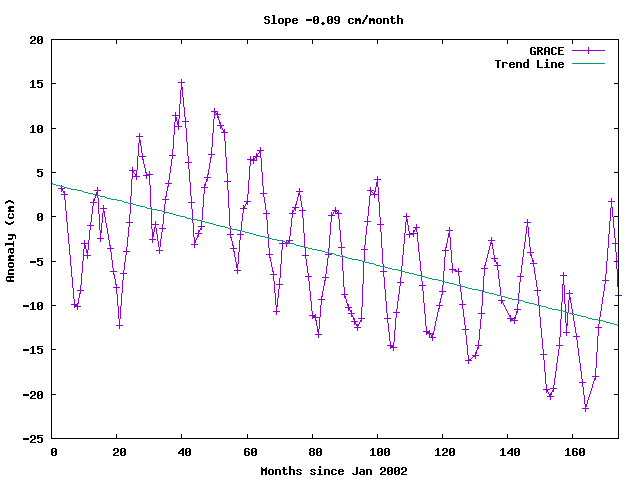 Slope -0.09 cm/month
GRACE
Trend Line
20
15
10
5
0
-5
-10
-15
-20
-25
Anomaly (cm)
0 20 40 60 80 100 120 140 160
Months since Jan 2002